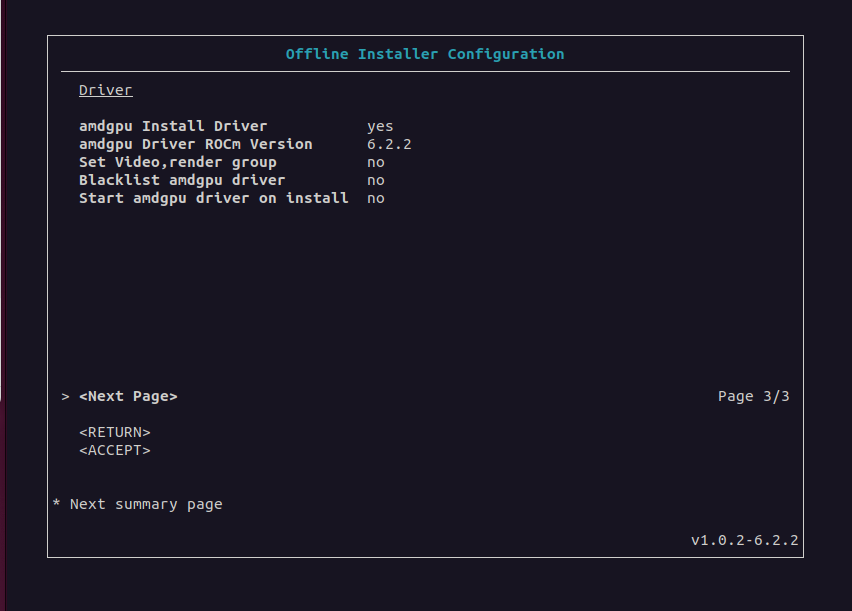 Offline Installer Configuration
Driver
amdgpu Install Driver yes
amdgpu Driver ROCm Version 6.2.2
Set Video,render group no
Blacklist amdgpu driver no
Start amdgpu driver on install no
> <Next Page> Page 3/3
<RETURN>
<ACCEPT>
* Next summary page
v1.0.2-6.2.2